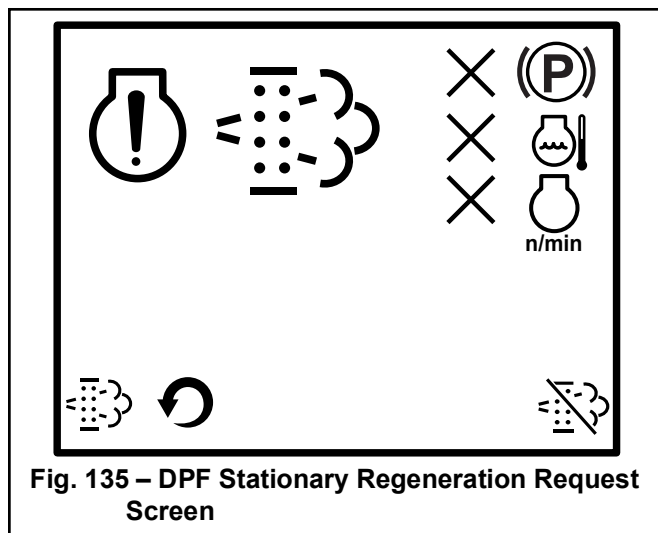 P
n/min
Fig. 135 – DPF Stationary Regeneration Request
Screen